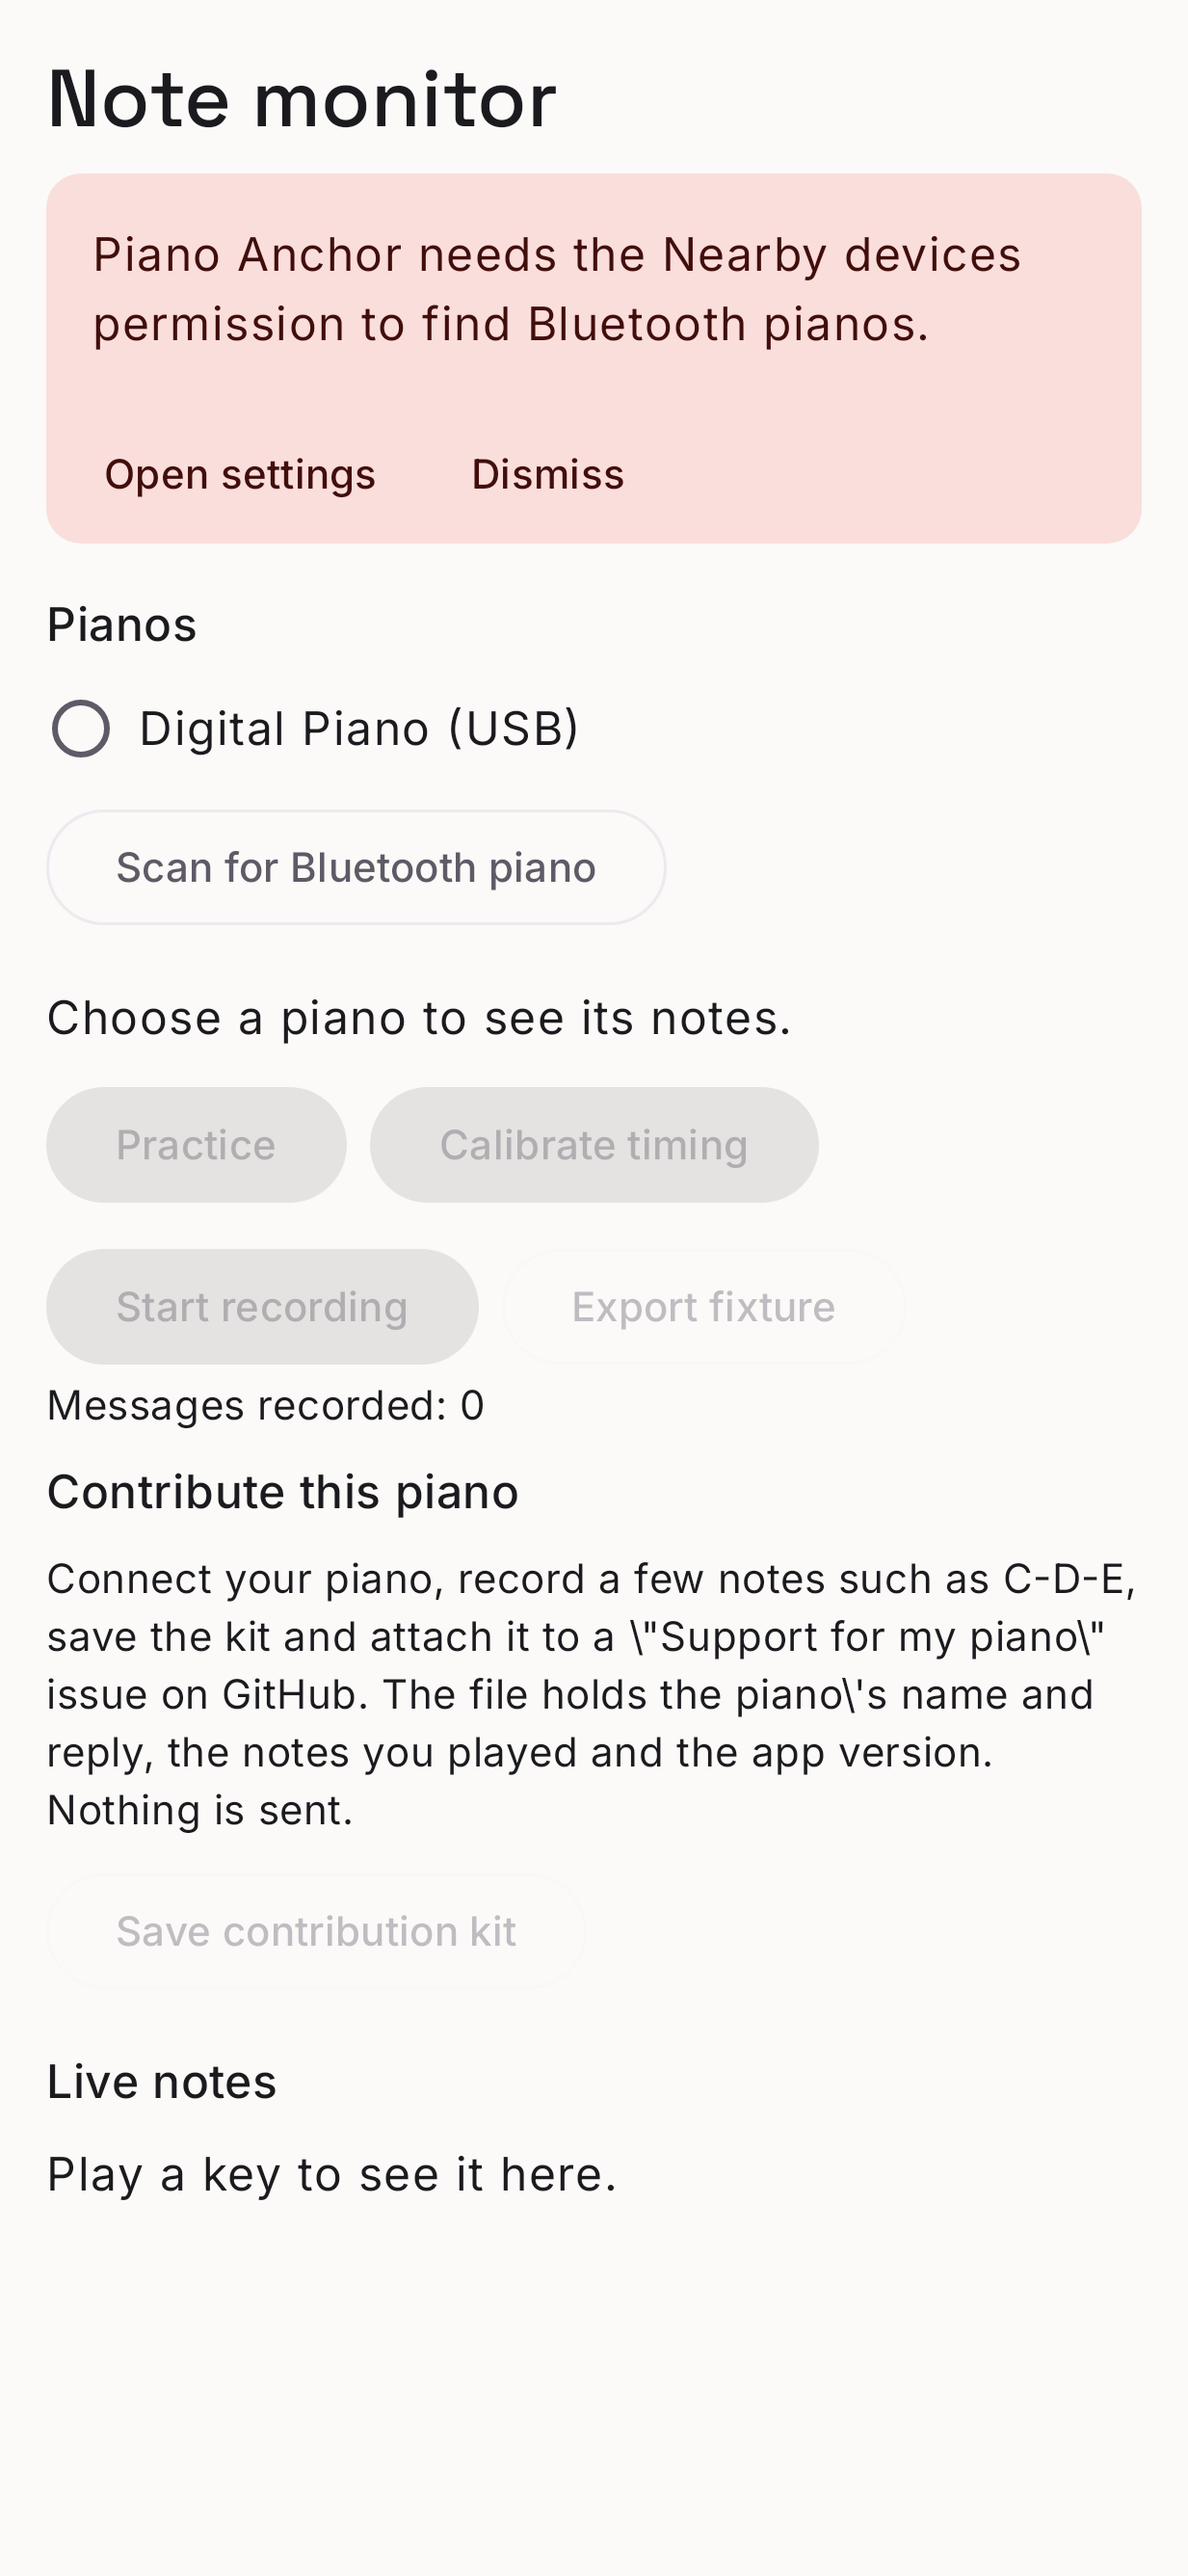 Note monitor
Piano Anchor needs the Nearby devices
permission to find Bluetooth pianos.
Open settings Dismiss
Pianos
Digital Piano (USB)
Scan for Bluetooth piano
Choose a piano to see its notes.
Practice Calibrate timing
Start recording Export fixture
Messages recorded: 0
Contribute this piano
Connect your piano, record a few notes such as C-D-E,
save the kit and attach it to a \"Support for my piano\"
issue on GitHub. The file holds the piano\'s name and
reply, the notes you played and the app version.
Nothing is sent.
Save contribution kit
Live notes
Play a key to see it here.